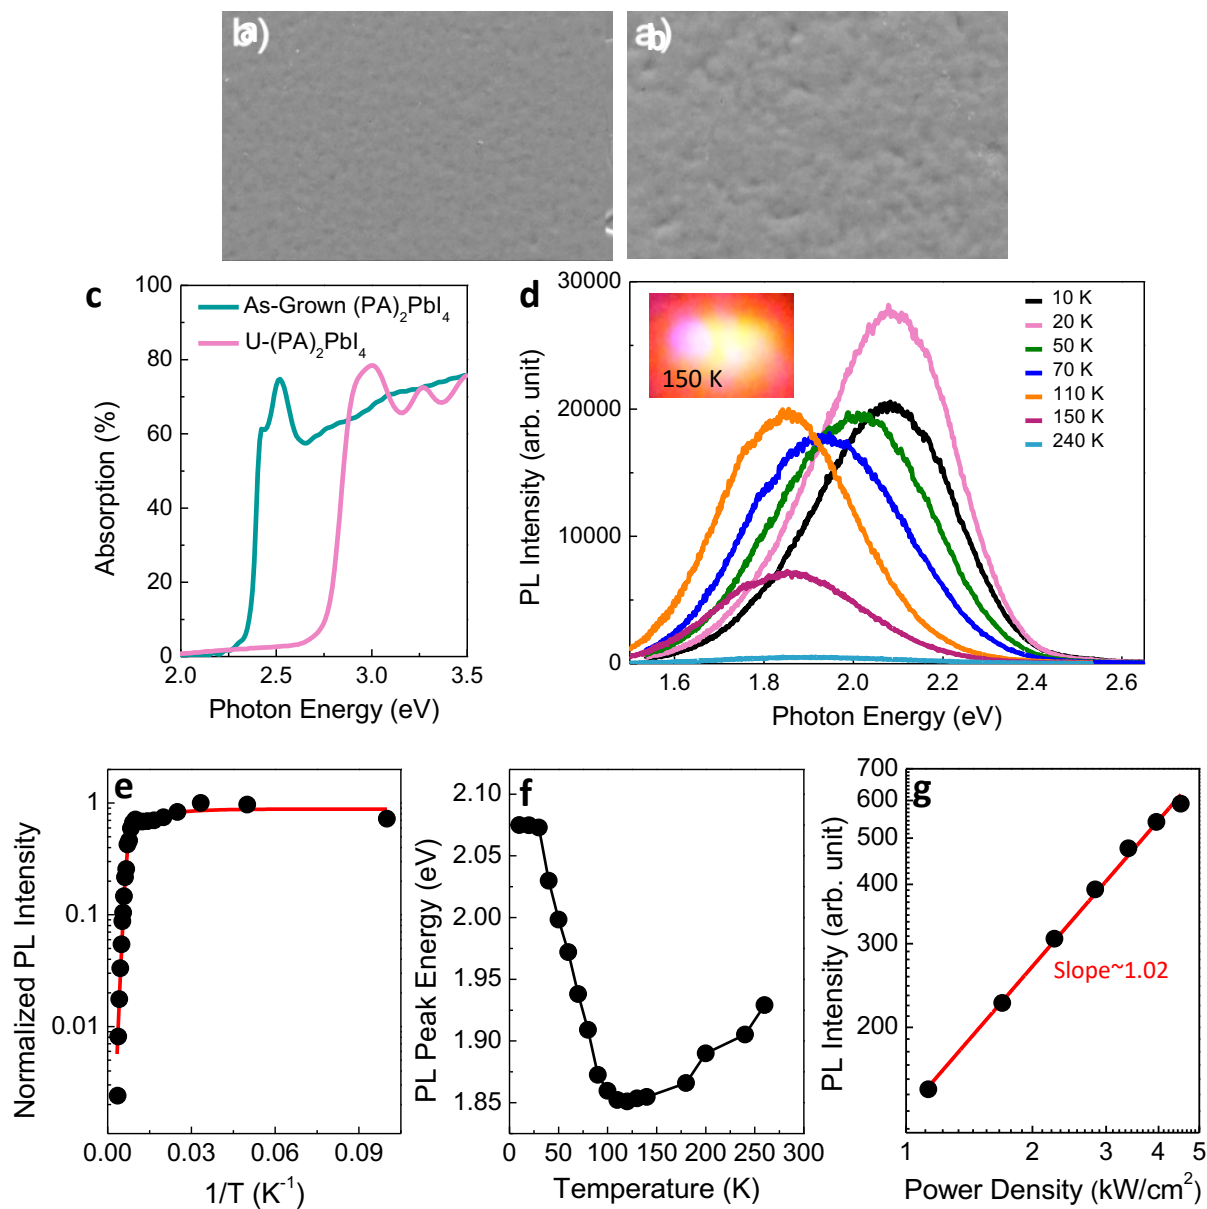 b) a
a) b
c
100
80
60
40
20
0
Absorption (%)
As-Grown (PA)2PbI4
U-(PA)2PbI4
2.0 2.5 3.0 3.5
Photon Energy (eV)
d
30000
20000
10000
0
PL Intensity (arb. unit)
150 K
10 K
20 K
50 K
70 K
110 K
150 K
240 K
1.6 1.8 2.0 2.2 2.4 2.6
Photon Energy (eV)
e
1
0.1
0.01
Normalized PL Intensity
0.00 0.03 0.06 0.09
1/T (K-1)
f
2.10
2.05
2.00
1.95
1.90
1.85
PL Peak Energy (eV)
0 50 100 150 200 250 300
Temperature (K)
g
700
600
500
400
300
200
PL Intensity (arb. unit)
Slope~1.02
1 2 3 4 5
Power Density (kW/cm2)